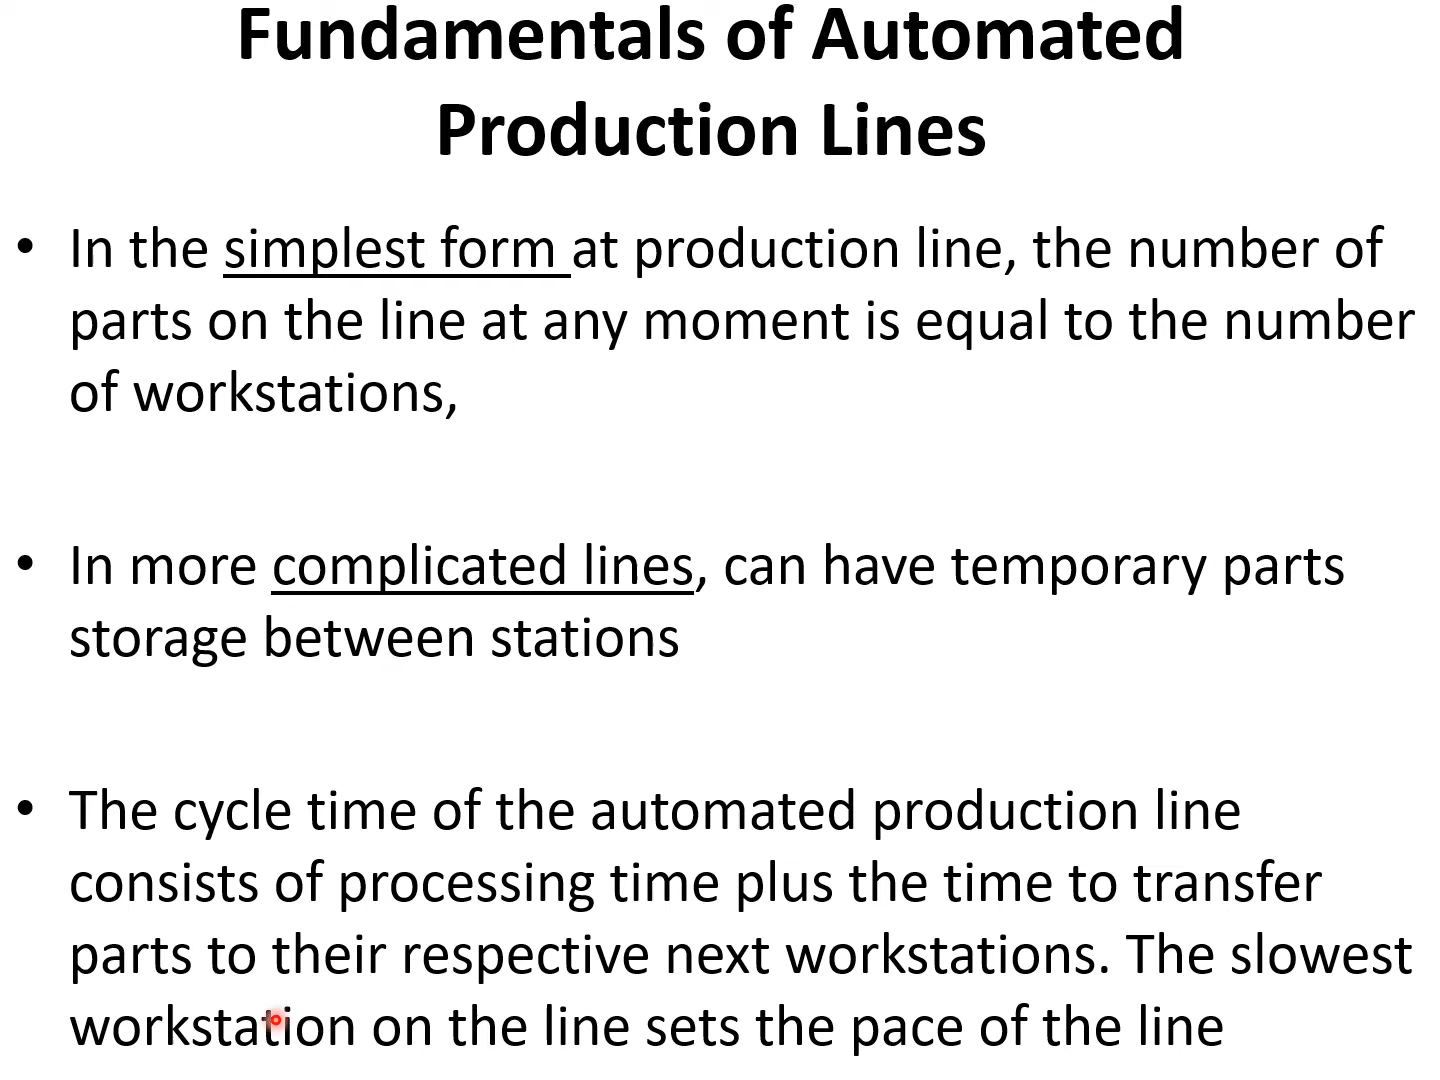 Fundamentals of Automated
Production Lines
• In the simplest form at production line, the number of
parts on the line at any moment is equal to the number
of workstations,
• In more complicated lines, can have temporary parts
storage between stations
• The cycle time of the automated production line
consists of processing time plus the time to transfer
parts to their respective next workstations. The slowest
workstation on the line sets the pace of the line